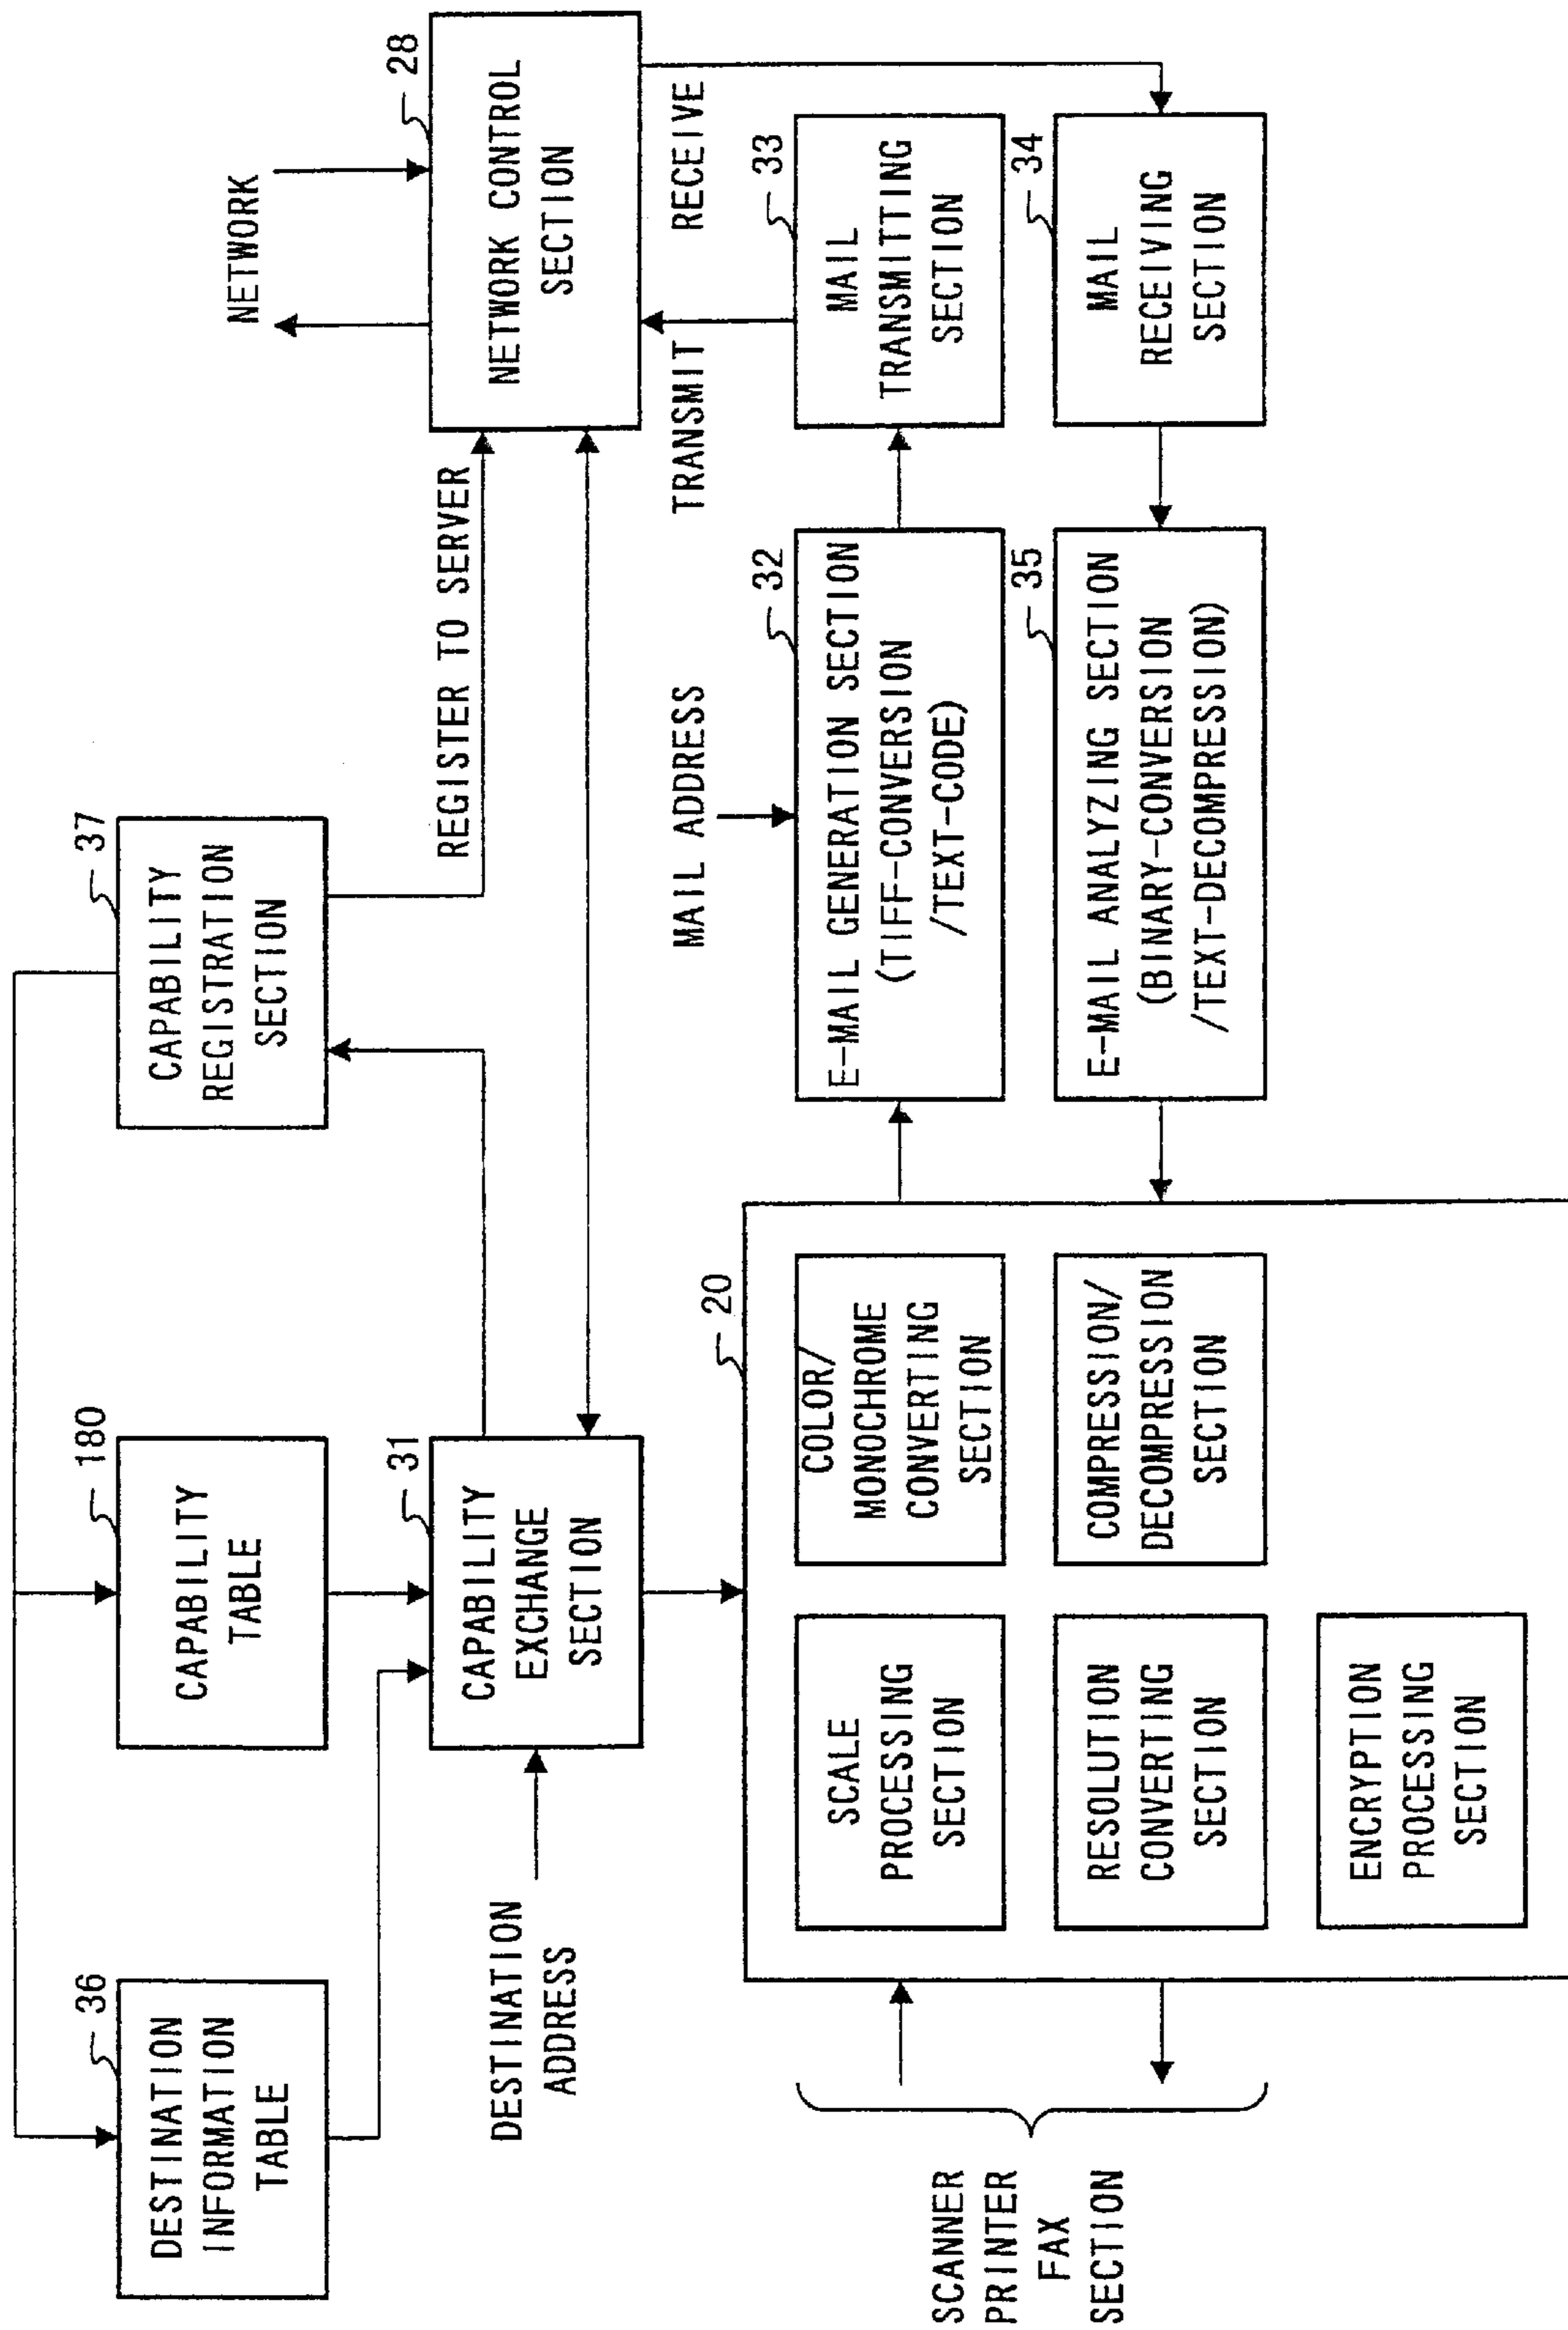 DESTINATION
INFORMATION
TABLE
36
CAPABILITY
TABLE
180
CAPABILITY
REGISTRATION
SECTION
37
NETWORK
DESTINATION
ADDRESS
CAPABILITY
EXCHANGE
SECTION
31
REGISTER TO SERVER
NETWORK CONTROL
SECTION
28
MAIL ADDRESS
TRANSMIT
RECEIVE
SCANNER
PRINTER
FAX
SECTION
20
SCALE
PROCESSING
SECTION
COLOR/
MONOCHROME
CONVERTING
SECTION
E-MAIL GENERATION SECTION
(TIFF-CONVERSION
/TEXT-CODE)
32
MAIL
TRANSMITTING
SECTION
33
RESOLUTION
CONVERTING
SECTION
COMPRESSION/
DECOMPRESSION
SECTION
E-MAIL ANALYZING SECTION
(BINARY-CONVERSION
/TEXT-DECOMPRESSION)
35
MAIL
RECEIVING
SECTION
34
ENCRYPTION
PROCESSING
SECTION